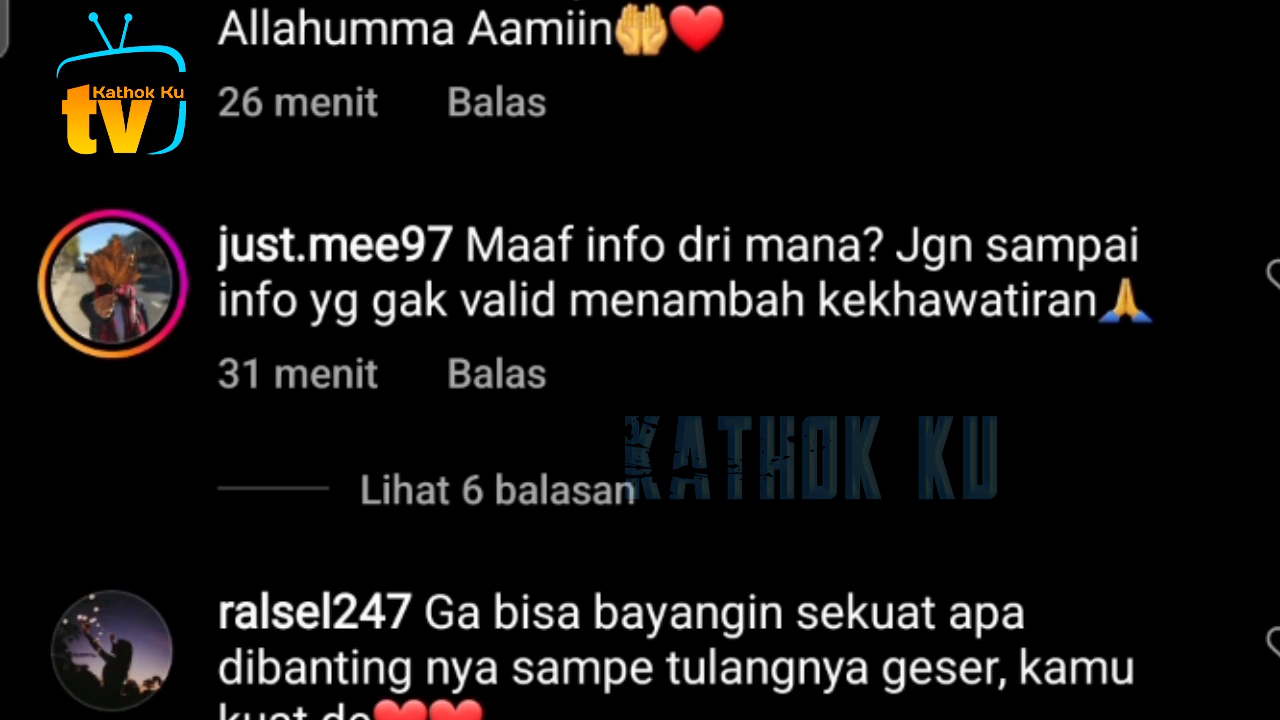 Allahumma Aamiin🤲❤️
Kathok Ku
tv
26 menit Balas
just.mee97 Maaf info dri mana? Jgn sampai
info yg gak valid menambah kekhawatiran🙏
31 menit Balas
KATHOK KU
Lihat 6 balasan
ralsel247 Ga bisa bayangin sekuat apa
dibanting nya sampe tulangnya geser, kamu
kuat de❤️❤️